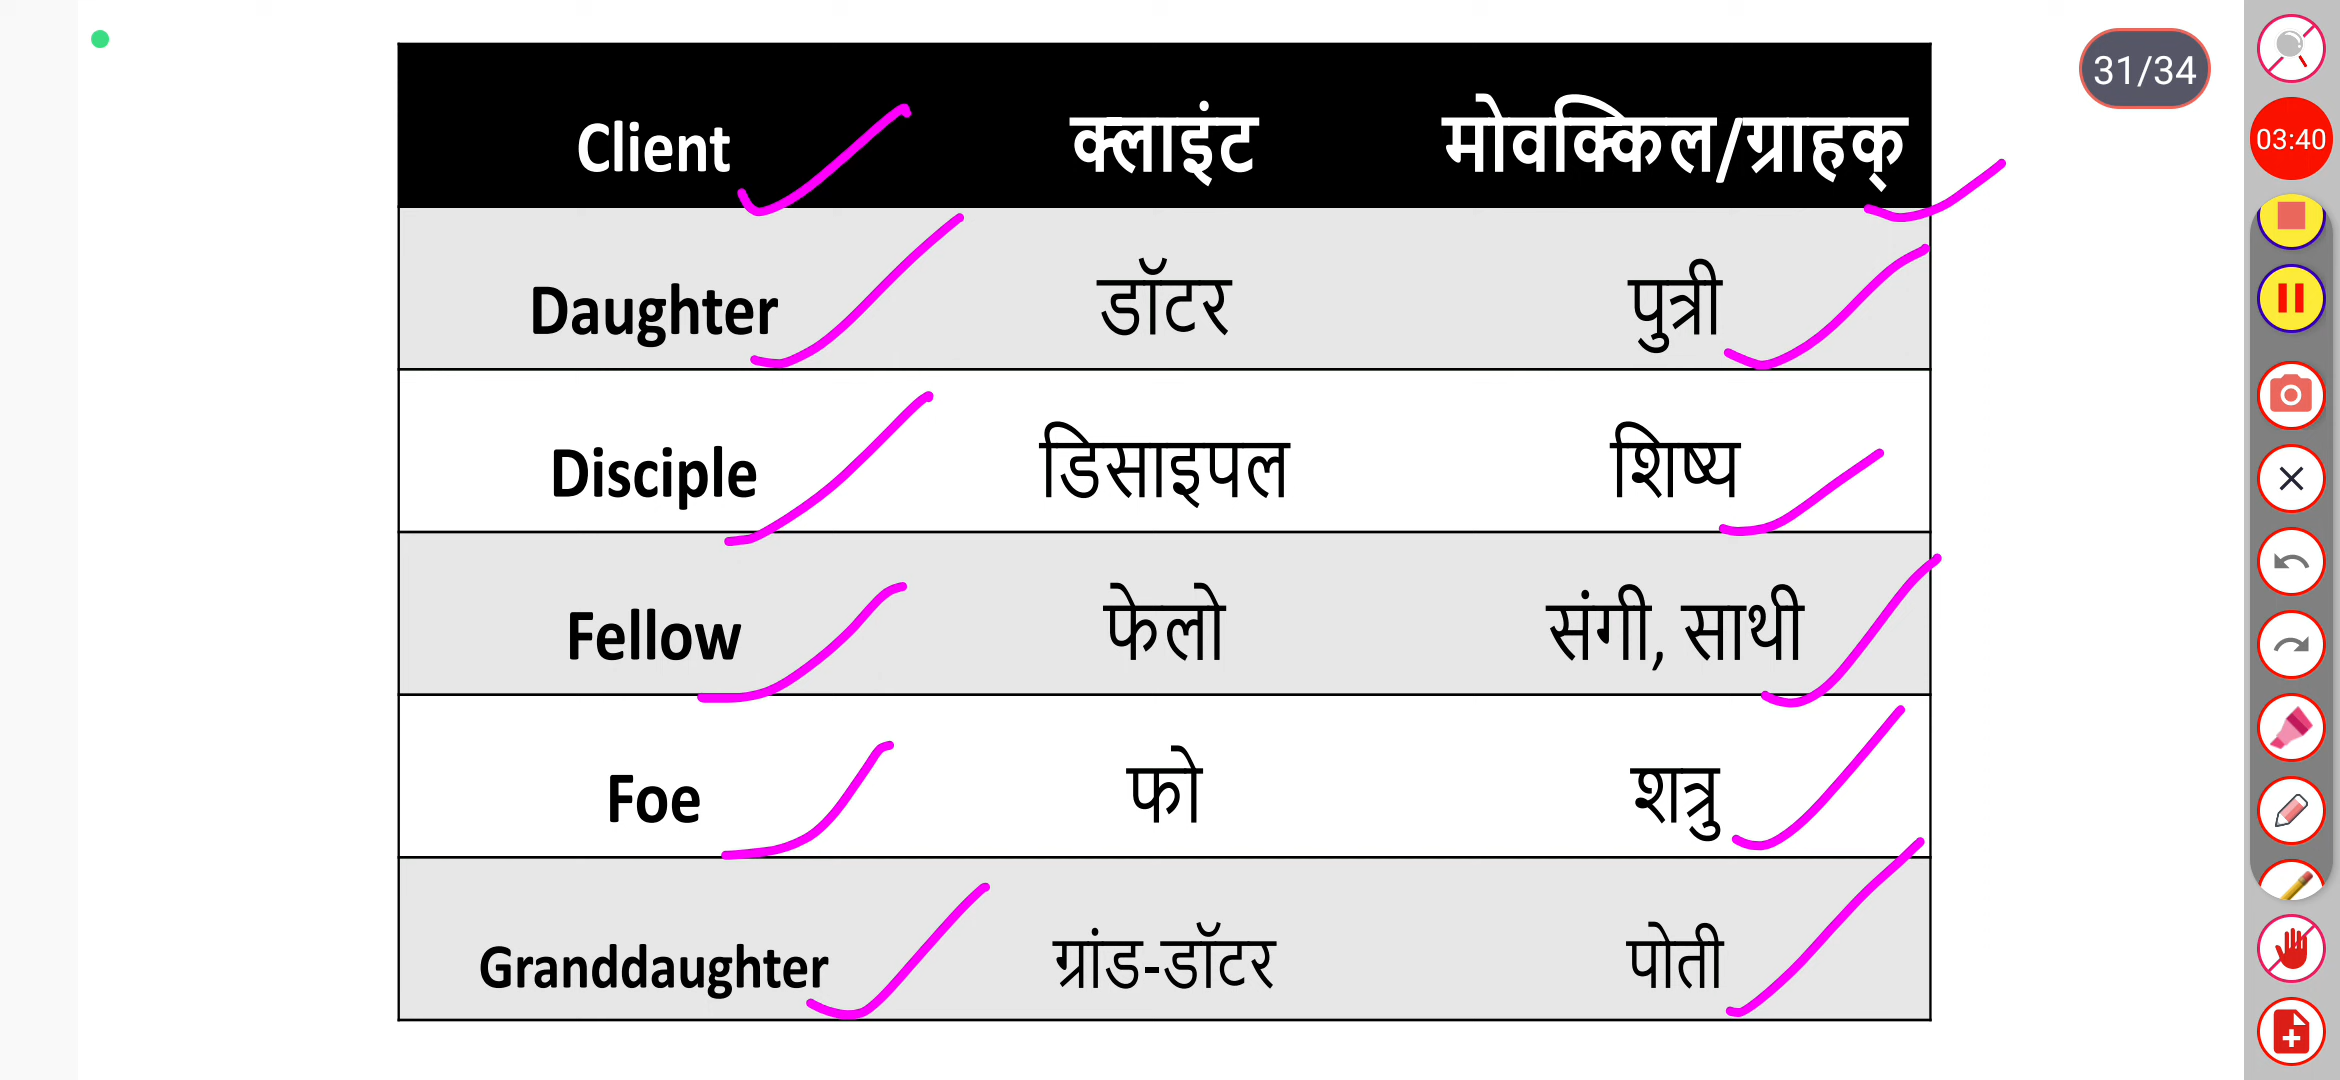 31/34
03:40
Client क्लाइंट मोवक्किल/ग्राहक्
Daughter डॉटर पुत्री
Disciple डिसाइपल शिष्य
Fellow फेलो संगी, साथी
Foe फो शत्रु
Granddaughter ग्रांड-डॉटर पोती